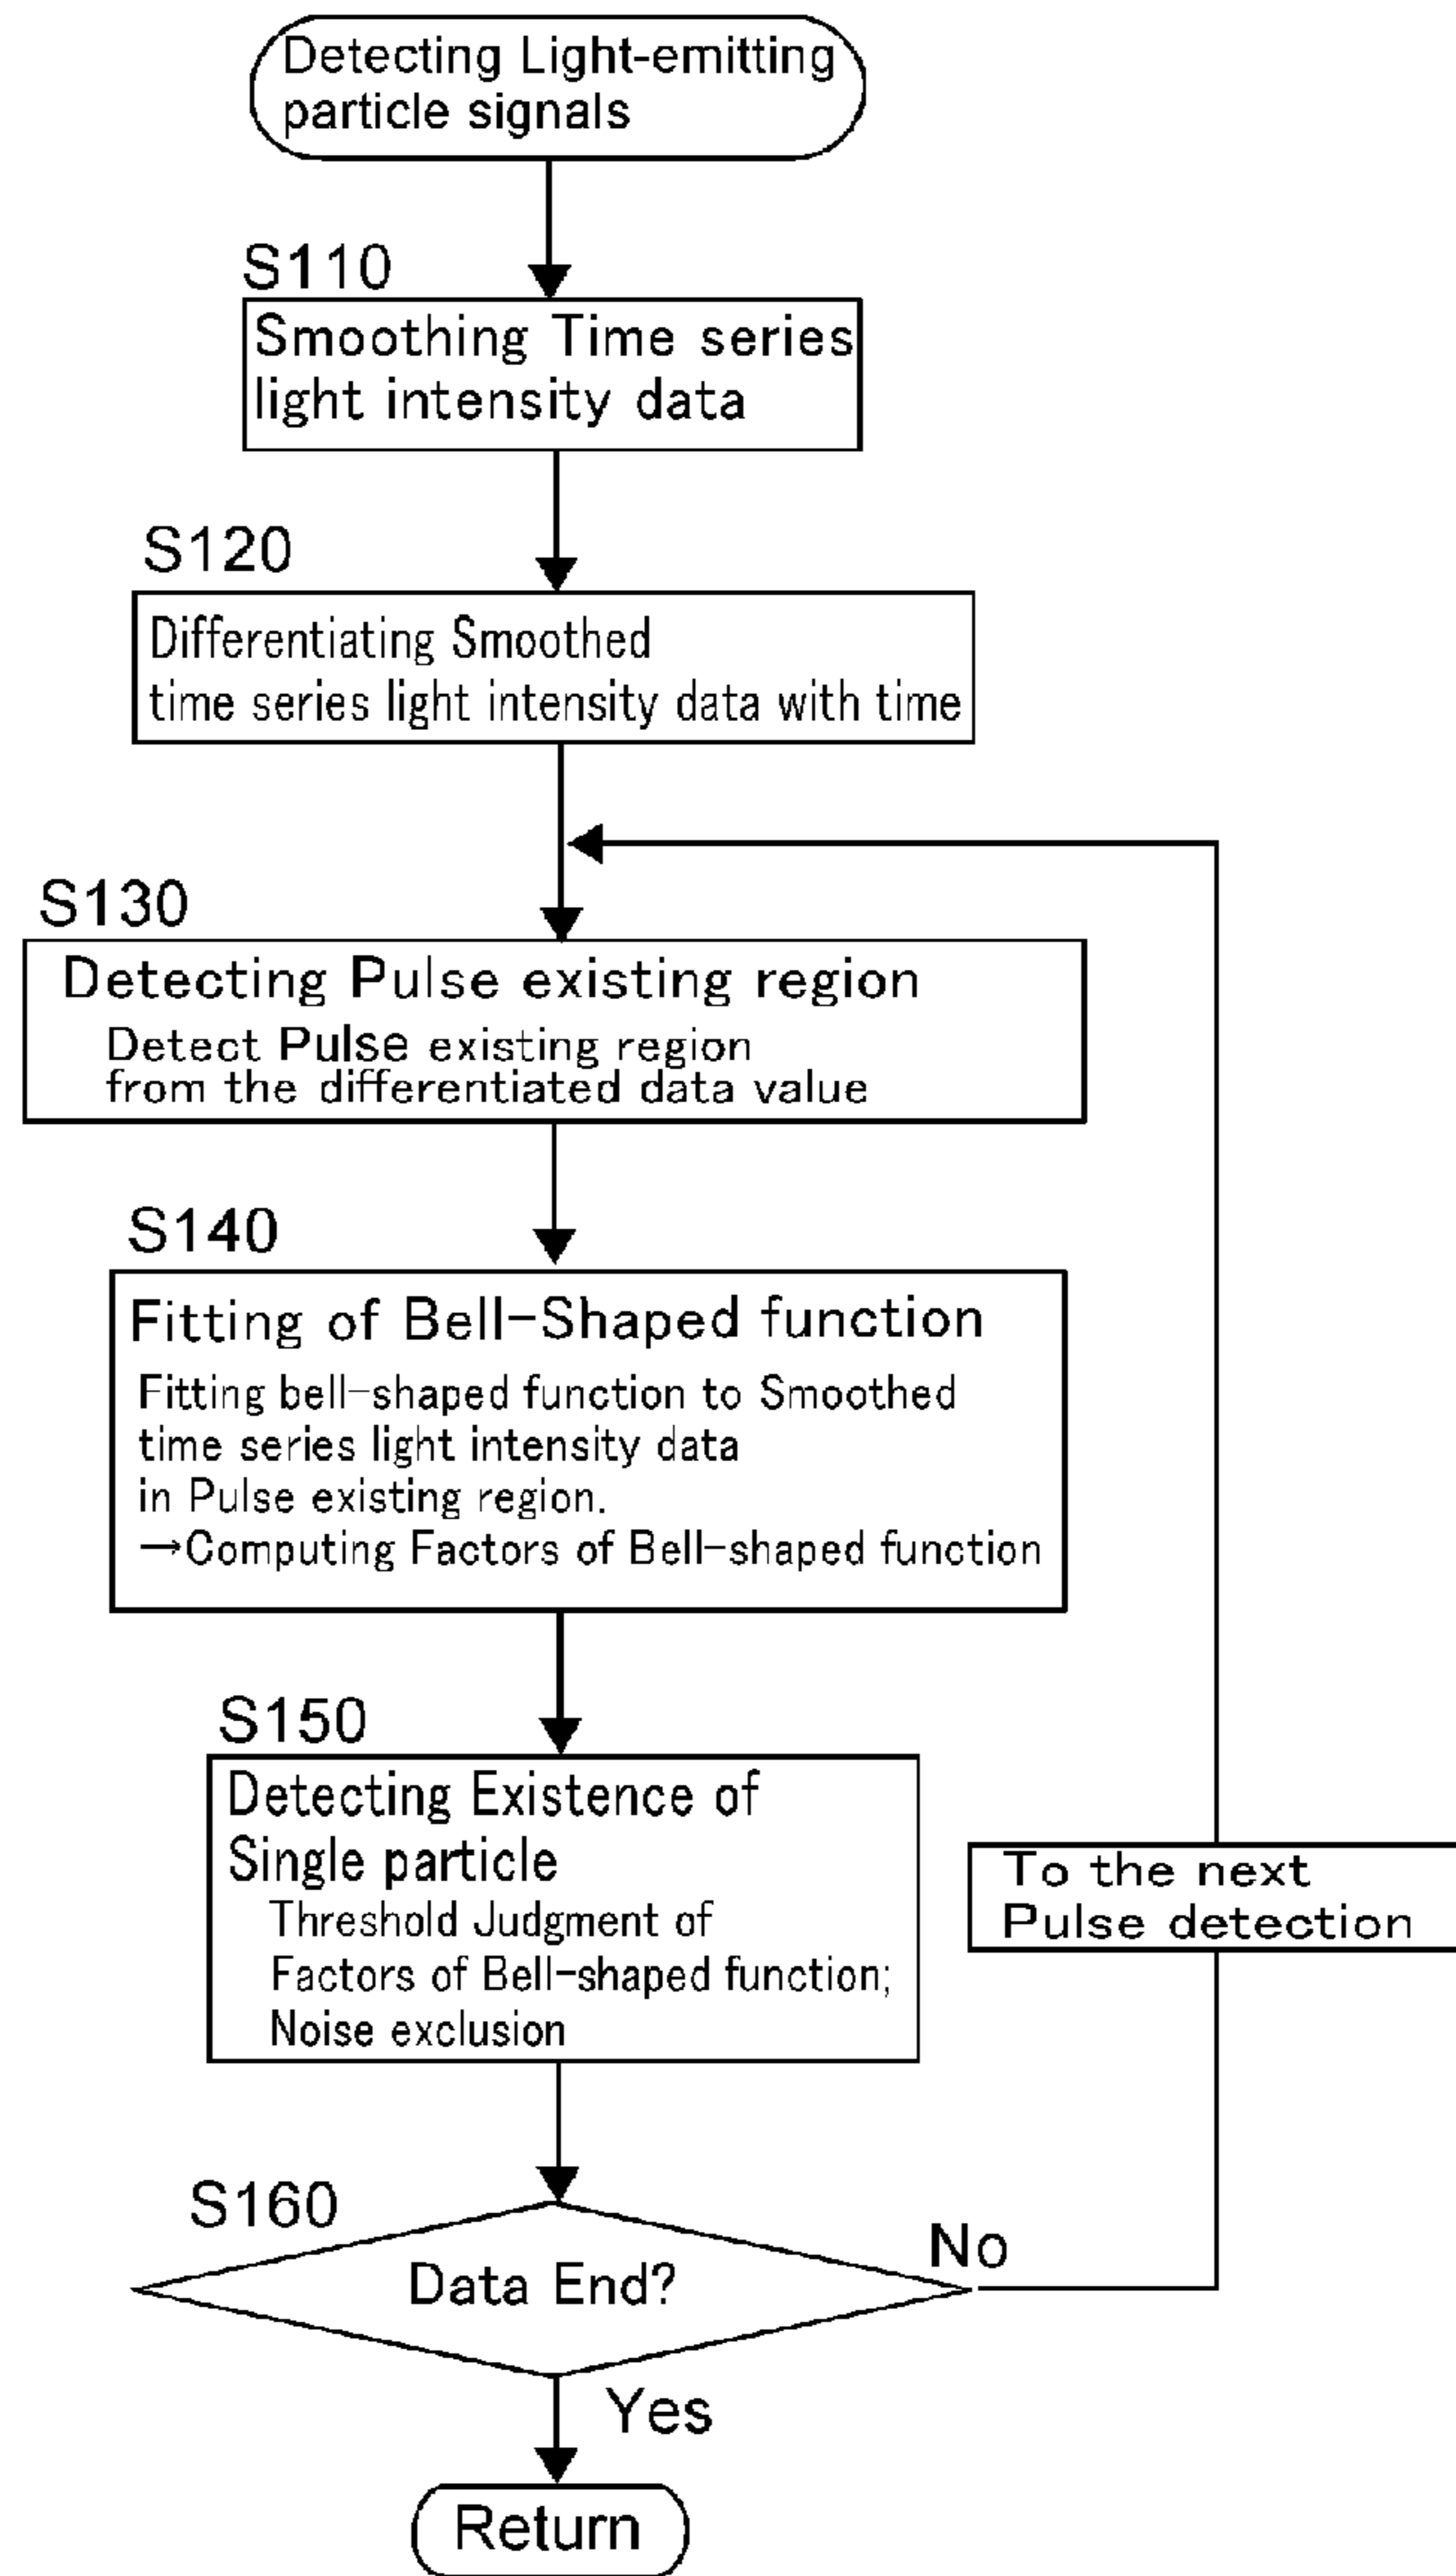 Detecting Light-emitting
particle signals
S110
Smoothing Time series
light intensity data
S120
Differentiating Smoothed
time series light intensity data with time
S130
Detecting Pulse existing region
Detect Pulse existing region
from the differentiated data value
S140
Fitting of Bell-Shaped function
Fitting bell-shaped function to Smoothed
time series light intensity data
in Pulse existing region.
→Computing Factors of Bell-shaped function
S150
Detecting Existence of
Single particle
Threshold Judgment of
Factors of Bell-shaped function;
Noise exclusion
To the next
Pulse detection
S160
Data End?
No
Yes
Return